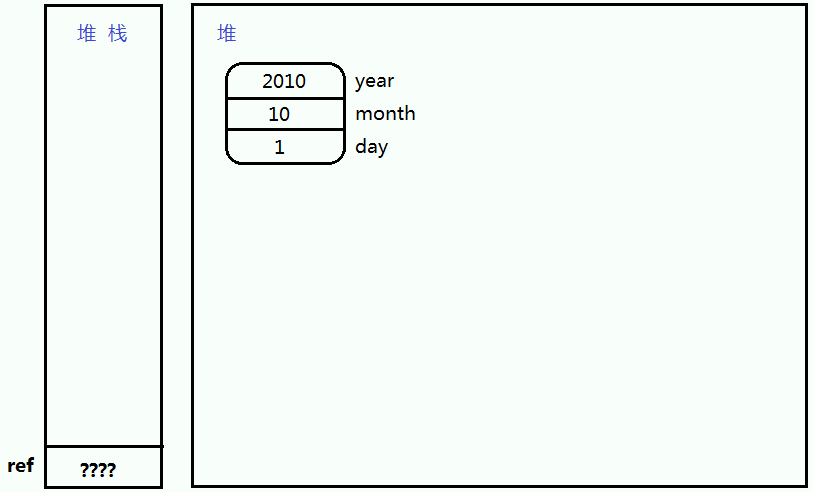 堆 栈
堆
2010 year
10 month
1 day
ref ????